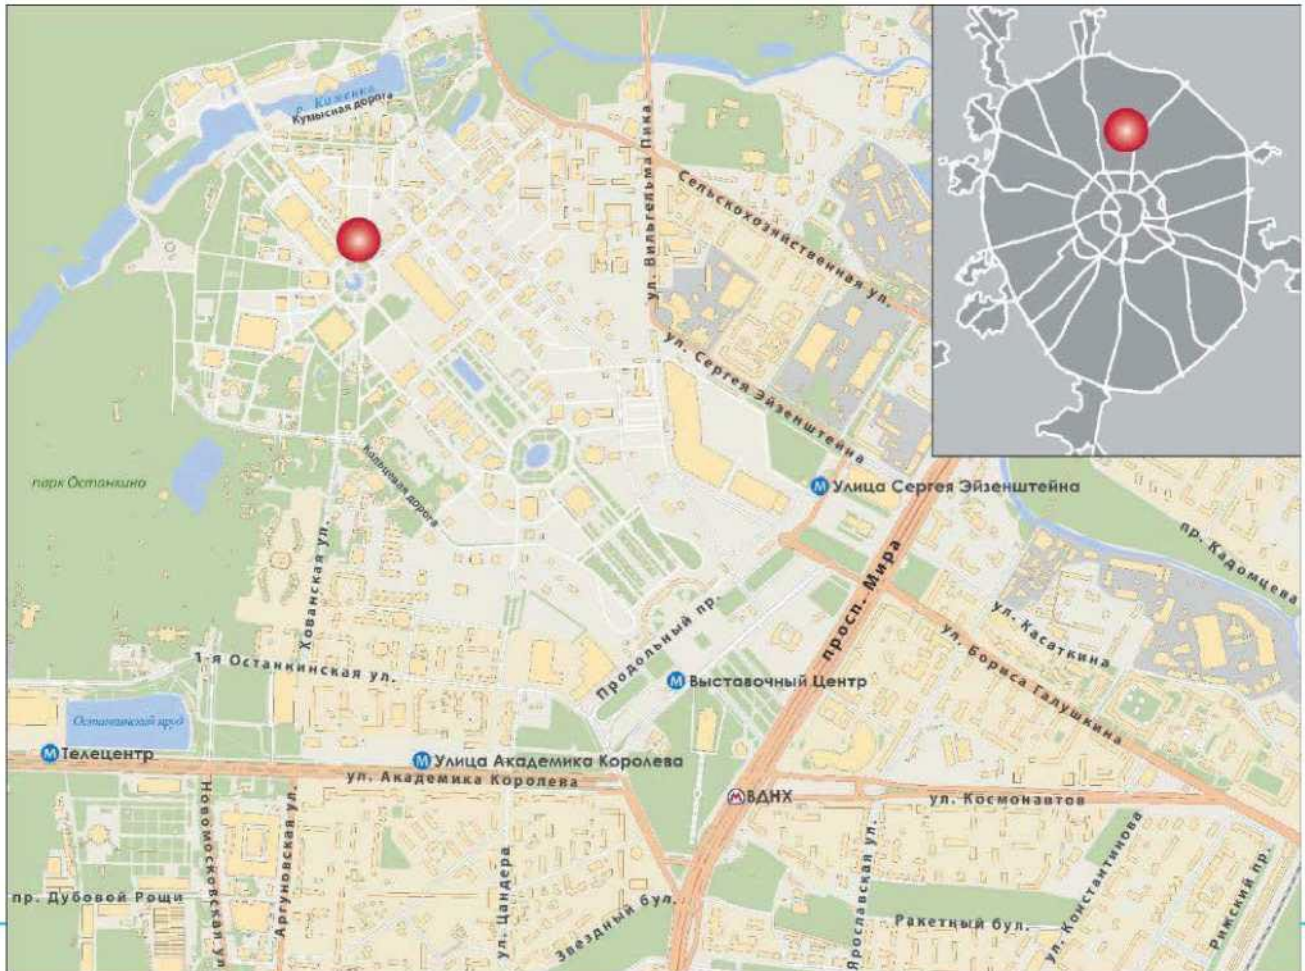 р. Каменка
Кумысная дорога
ул. Вильгельма Пика
Сельскохозяйственная ул.
ул. Сергея Эйзенштейна
парк Останкино
Кольцовая дорога
Улица Сергея Эйзенштейна
пр. Кадомцева
Хованская ул.
просп. Мира
ул. Касаткина
Продольный пр.
ул. Бориса Галушкина
1-я Останкинская ул.
Выставочный Центр
Останкинский пруд
Телецентр
Улица Академика Королева
ул. Академика Королева
ВДНХ
ул. Космонавтов
Новомосковская ул
Аргуновская ул.
ул. Цандера
Ярославская ул.
ул. Константинова
Рижский пр.
пр. Дубовой Рощи
Звездный бул.
Ракетный бул.